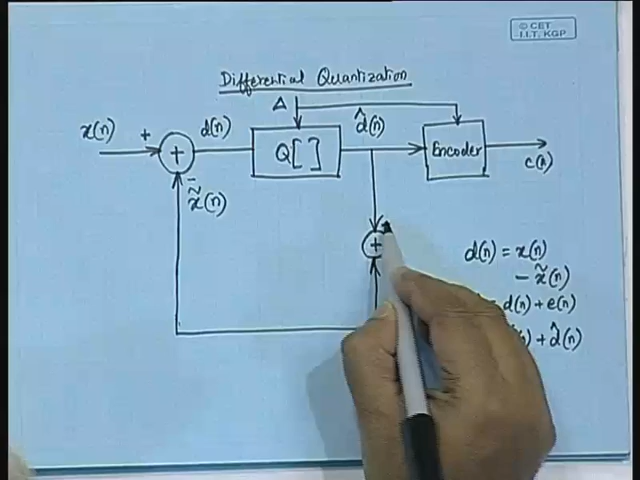 © CET
I.I.T. KGP
Differential Quantization
Δ
x(n) + d(n) d̂(n)
+ Q[ ] Encoder
c(n)
−
x̃(n)
+
d(n) = x(n)
− x̃(n)
= d(n) + e(n)
+ d̂(n)